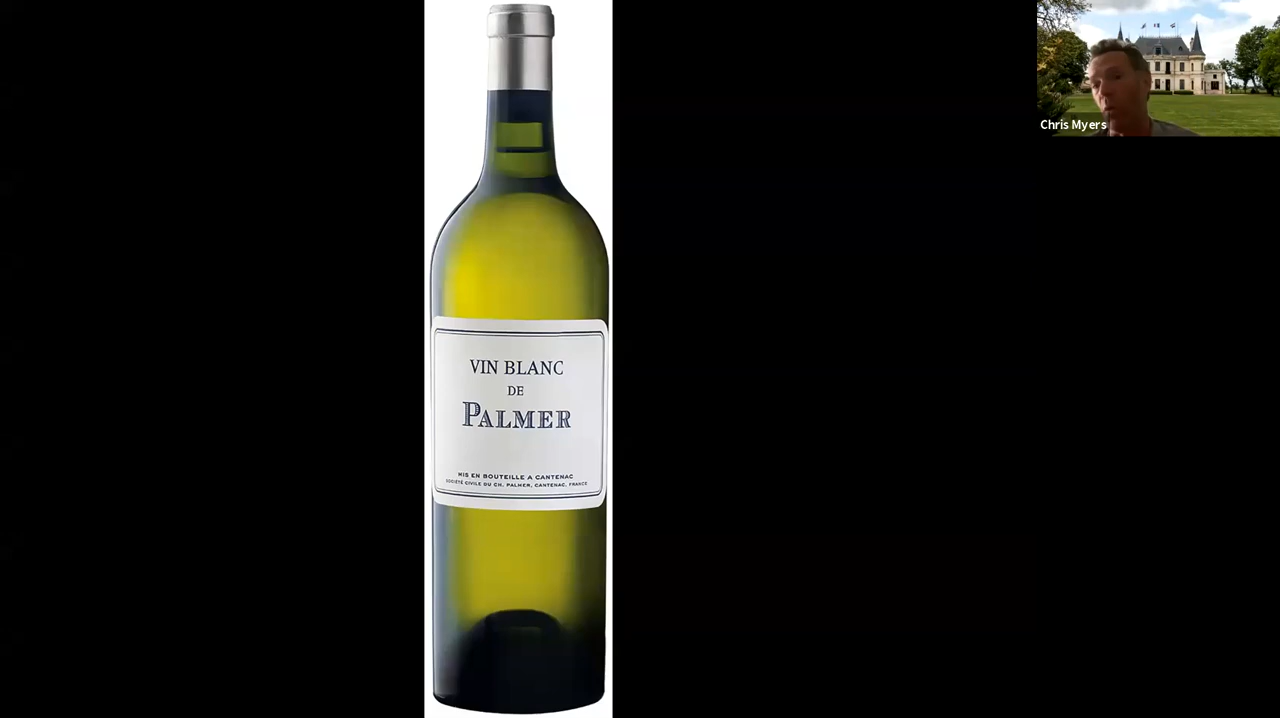 VIN BLANC
DE
PALMER
MIS EN BOUTEILLE A CANTENAC
SOCIÉTÉ CIVILE DU CH. PALMER, CANTENAC, FRANCE
Chris Myers